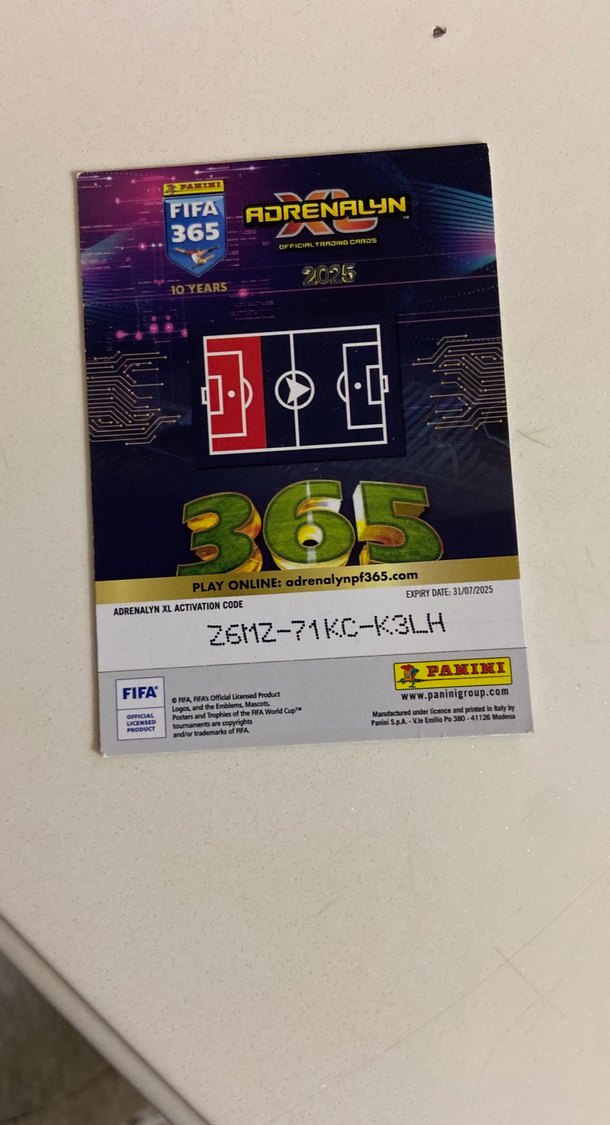 PANINI
FIFA
365
10 YEARS
ADRENALYN XL™
OFFICIAL TRADING CARDS
2025
365
PLAY ONLINE: adrenalynpf365.com
ADRENALYN XL ACTIVATION CODE
EXPIRY DATE: 31/07/2025
Z6MZ-71KC-K3LH
PANINI
www.paninigroup.com
FIFA®
OFFICIAL
LICENSED
PRODUCT
© FIFA, FIFA's Official Licensed Product
Logos, and the Emblems, Mascots,
Posters and Trophies of the FIFA World Cup™
tournaments are copyrights
and/or trademarks of FIFA.
Manufactured under licence and printed in Italy by
Panini S.p.A. - V.le Emilio Po 380 - 41126 Modena